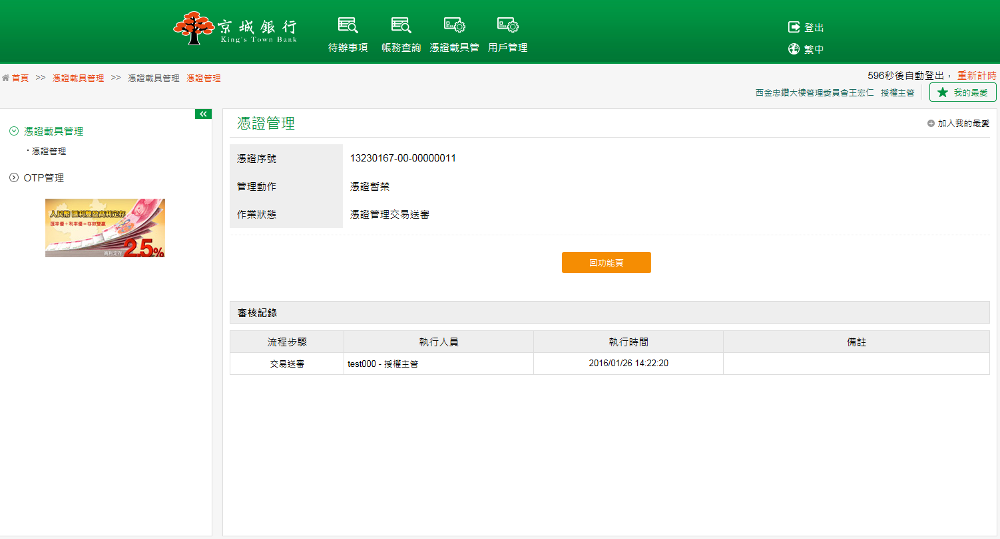 京城銀行
King's Town Bank
待辦事項 帳務查詢 憑證載具管 用戶管理
登出
繁中
首頁 >> 憑證載具管理 >> 憑證載具管理 憑證管理
596秒後自動登出， 重新計時
西金忠鑽大樓管理委員會王宏仁 授權主管
我的最愛
憑證載具管理
・憑證管理
OTP管理
人民幣 匯利雙盈高利定存
匯率優+利率優=存款雙贏
高利定存 2.5%
憑證管理
加入我的最愛
憑證序號 13230167-00-00000011
管理動作 憑證暫禁
作業狀態 憑證管理交易送審
回功能頁
審核記錄
流程步驟 執行人員 執行時間 備註
交易送審 test000 - 授權主管 2016/01/26 14:22:20